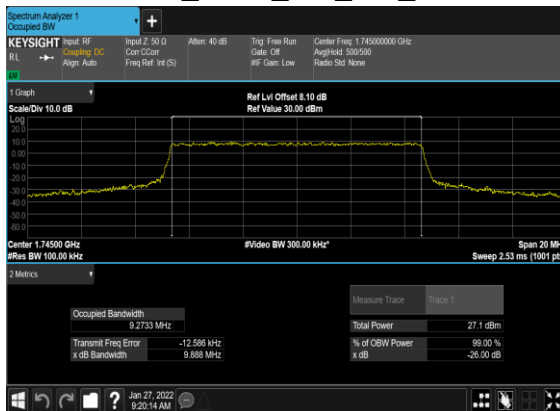 Spectrum Analyzer 1
Occupied BW
KEYSIGHT Input: RF Input Z: 50 Ω Atten: 40 dB Trig: Free Run Center Freq: 1.745000000 GHz
RL Coupling: DC Corr CCorr Gate: Off Avg|Hold: 500/500
Align: Auto Freq Ref: Int (S) #IF Gain: Low Radio Std: None
1 Graph
Ref Lvl Offset 8.10 dB
Scale/Div 10.0 dB Ref Value 30.00 dBm
Log
20.0
10.0
0.00
-10.0
-20.0
-30.0
-40.0
-50.0
-60.0
Center 1.74500 GHz #Video BW 300.00 kHz* Span 20 MH
#Res BW 100.00 kHz Sweep 2.53 ms (1001 pt
2 Metrics
Measure Trace Trace 1
Occupied Bandwidth
9.2733 MHz
Total Power 27.1 dBm
Transmit Freq Error -12.586 kHz % of OBW Power 99.00 %
x dB Bandwidth 9.888 MHz x dB -26.00 dB
? Jan 27, 2022
9:20:14 AM